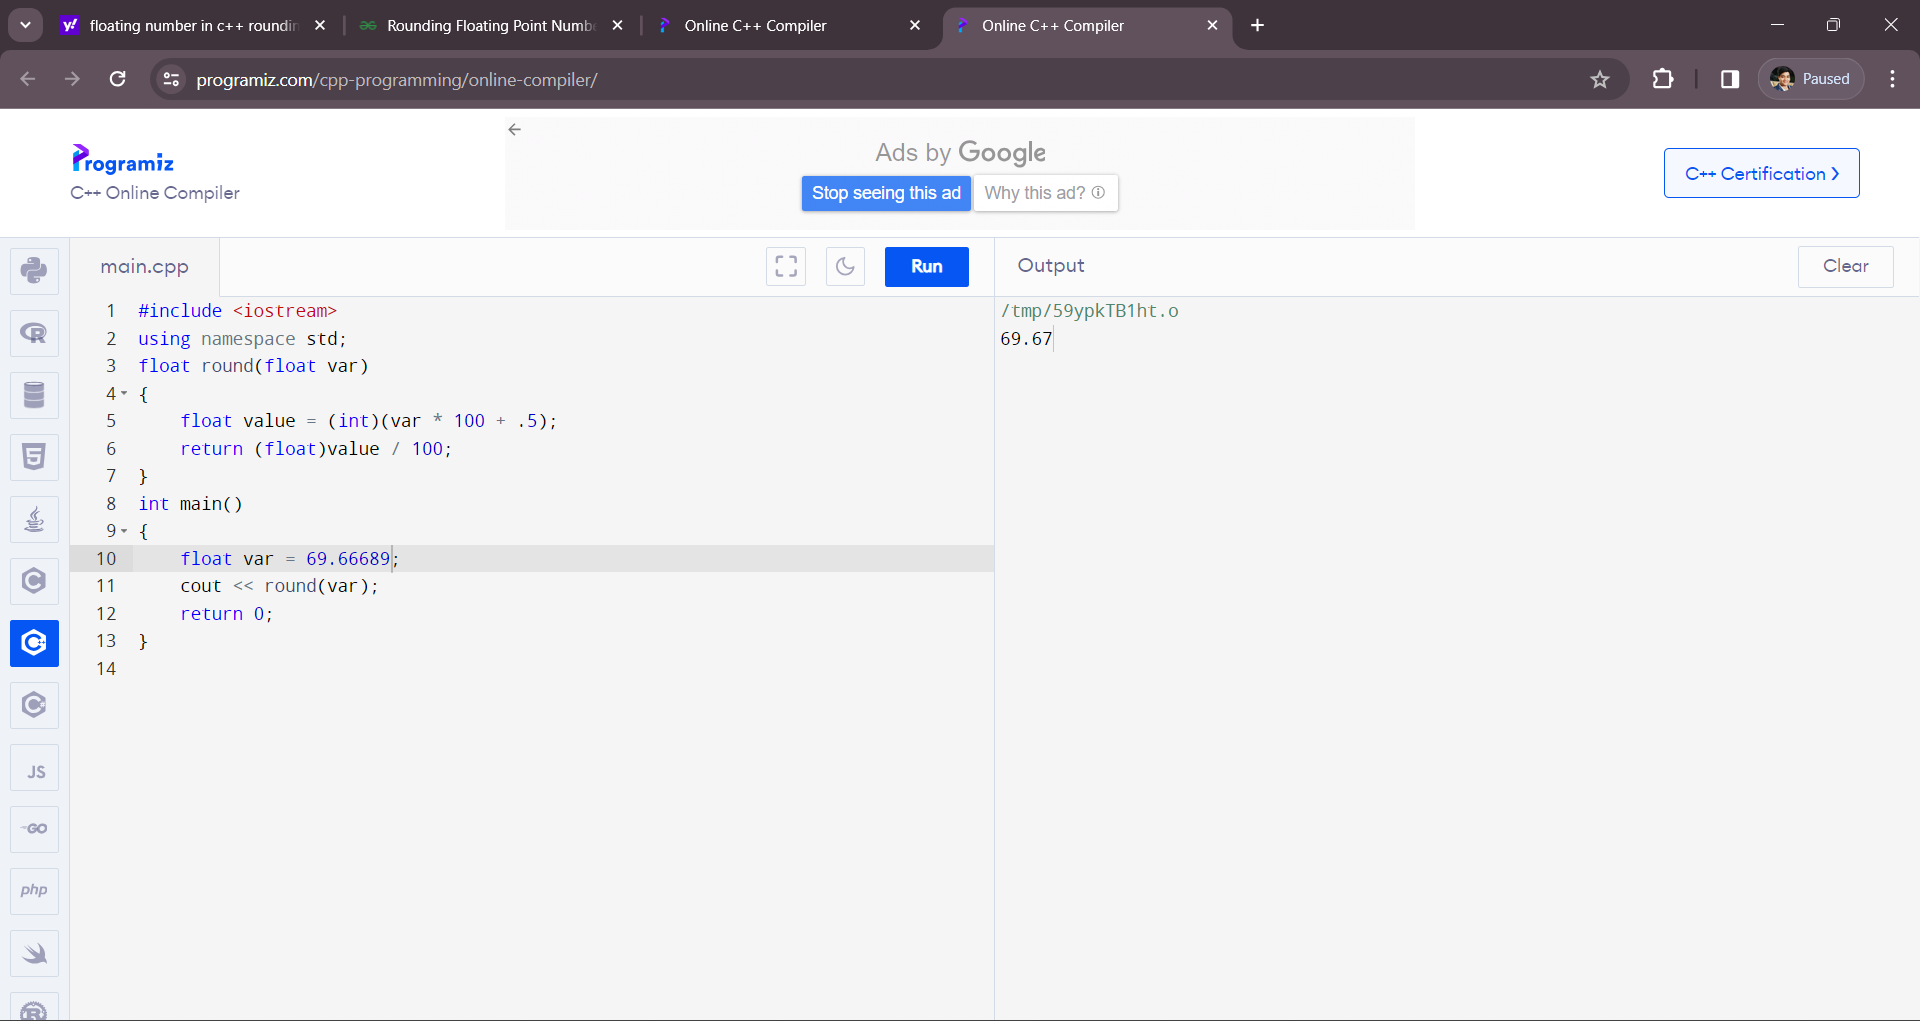 floating number in c++ roundin
Rounding Floating Point Numbe
Online C++ Compiler
Online C++ Compiler
programiz.com/cpp-programming/online-compiler/
Paused
Programiz
C++ Online Compiler
Ads by Google
Stop seeing this ad
Why this ad?
C++ Certification
main.cpp
Run
Output
Clear
1 #include <iostream>
2 using namespace std;
3 float round(float var)
4 {
5 float value = (int)(var * 100 + .5);
6 return (float)value / 100;
7 }
8 int main()
9 {
10 float var = 69.66689;
11 cout << round(var);
12 return 0;
13 }
14
/tmp/59ypkTB1ht.o
69.67
R
5
C
C++
C#
JS
GO
php
R